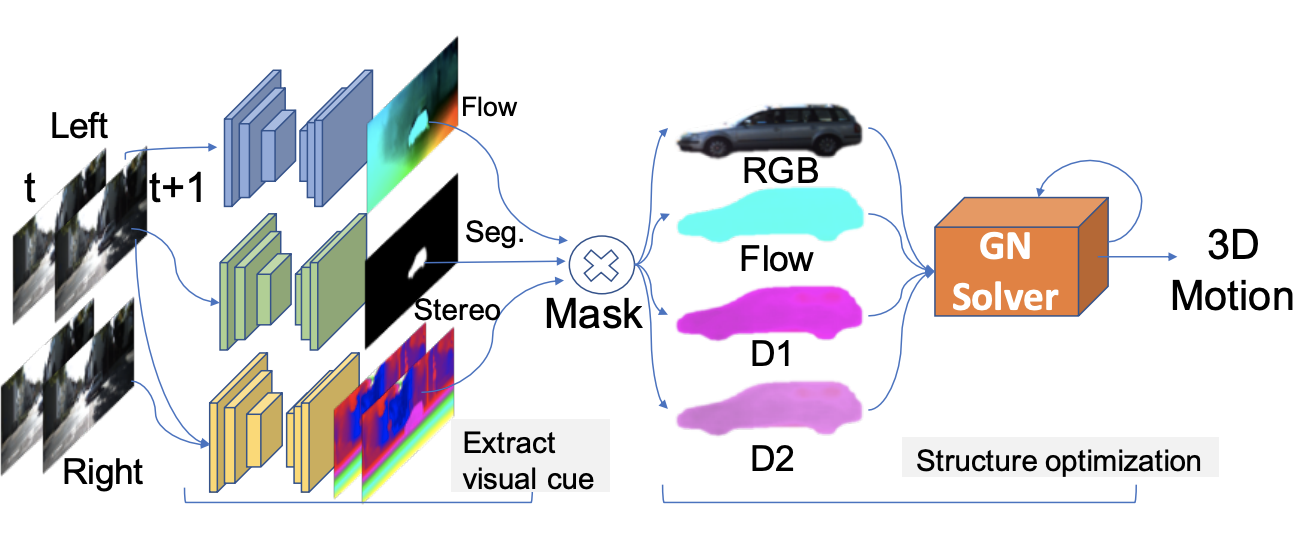 Left
t
t+1
Right
Flow
Seg.
Stereo
Extract
visual cue
Mask
RGB
Flow
D1
D2
GN
Solver
3D
Motion
Structure optimization